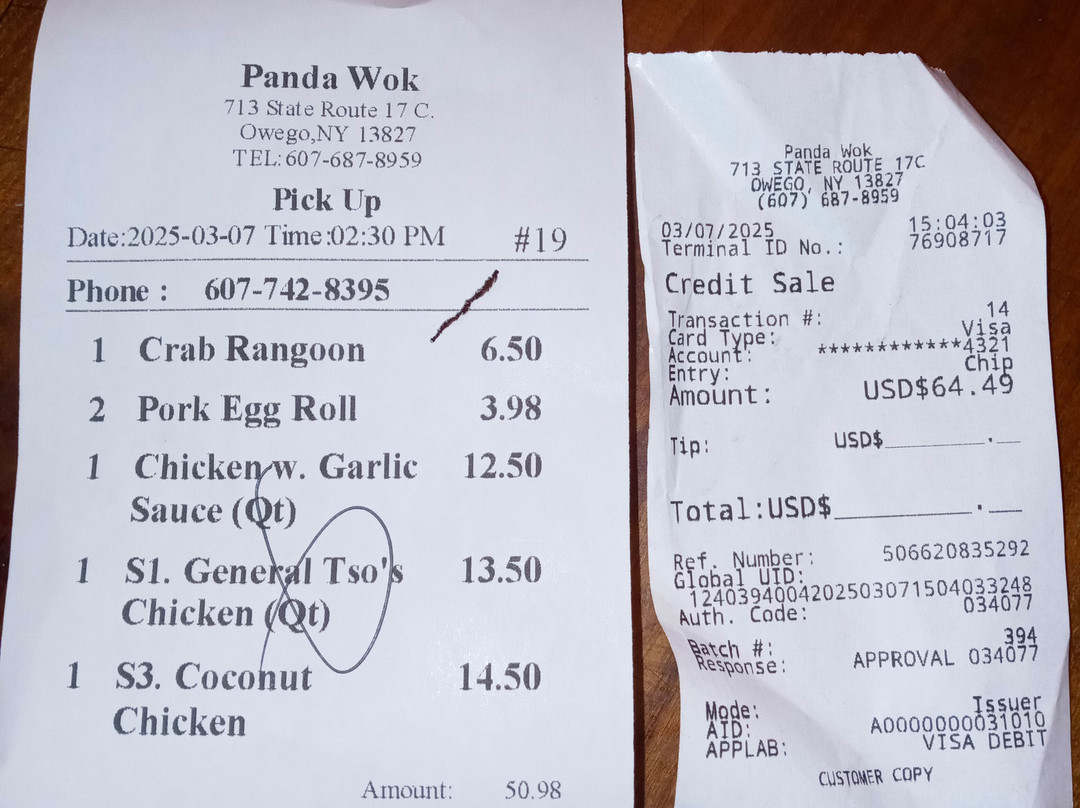 Panda Wok
713 State Route 17 C.
Owego,NY 13827
TEL:607-687-8959
Pick Up
Date:2025-03-07 Time:02:30 PM #19
Phone : 607-742-8395
1 Crab Rangoon 6.50
2 Pork Egg Roll 3.98
1 Chicken w. Garlic 12.50
Sauce (Qt)
1 S1. General Tso's 13.50
Chicken (Qt)
1 S3. Coconut 14.50
Chicken
Amount: 50.98
Panda Wok
713 STATE ROUTE 17C
OWEGO, NY 13827
(607) 687-8959
03/07/2025 15:04:03
Terminal ID No.: 76908717
Credit Sale
Transaction #: 14
Card Type: Visa
Account: ************4321
Entry: Chip
Amount: USD$64.49
Tip: USD$________.__
Total:USD$__________.__
Ref. Number: 506620835292
Global UID:
1240394004202503071504033248
Auth. Code: 034077
Batch #: 394
Response: APPROVAL 034077
Mode: Issuer
AID: A0000000031010
APPLAB: VISA DEBIT
CUSTOMER COPY